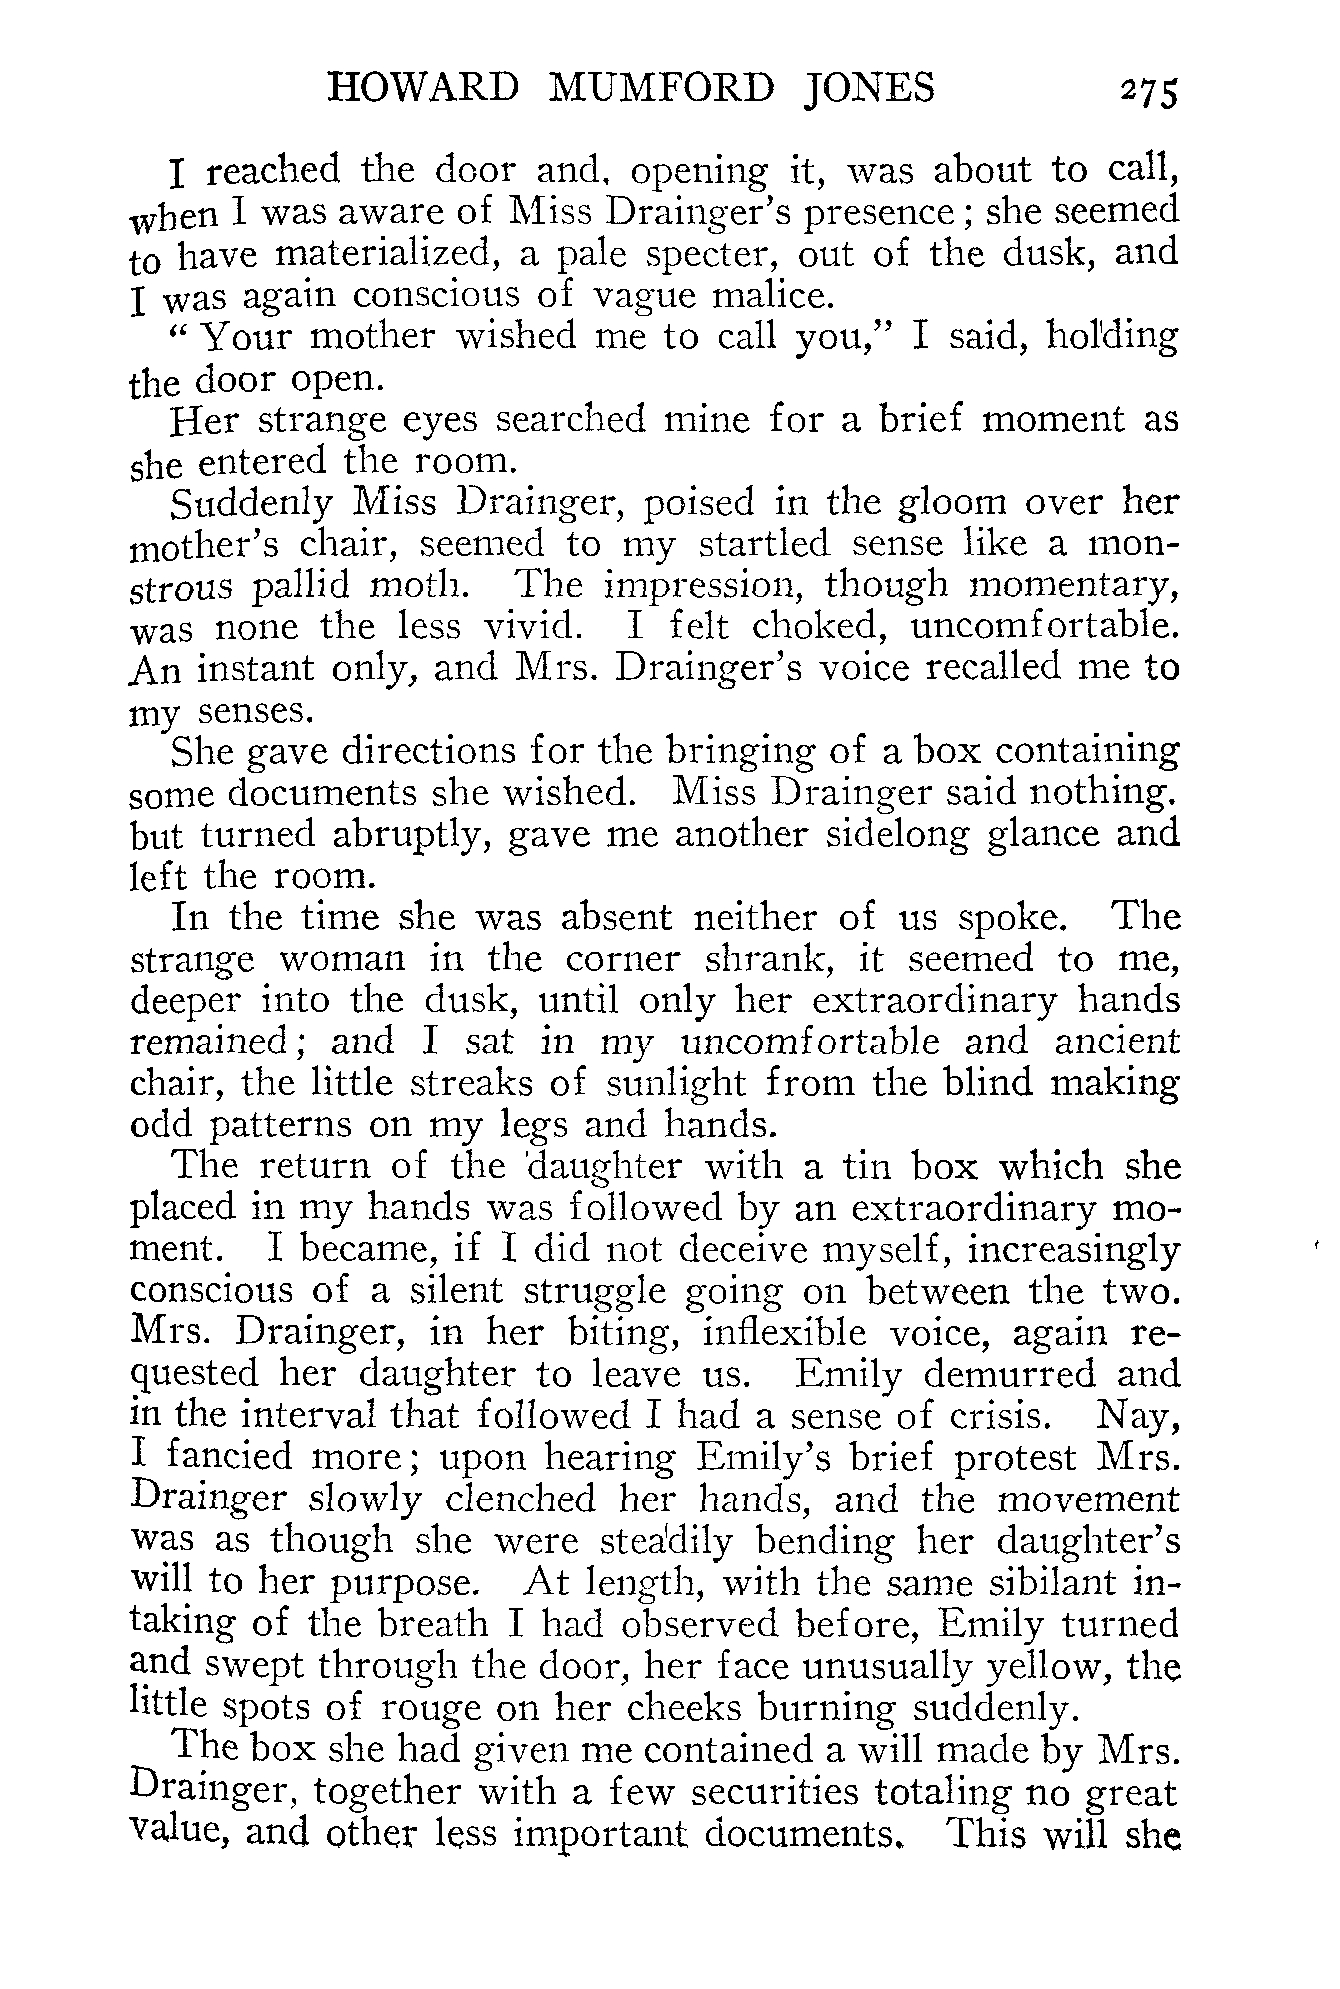 HOWARD MUMFORD JONES 275
I reached the door and, opening it, was about to call,
when I was aware of Miss Drainger's presence; she seemed
to have materialized, a pale specter, out of the dusk, and
I was again conscious of vague malice.
" Your mother wished me to call you," I said, holding
the door open.
Her strange eyes searched mine for a brief moment as
she entered the room.
Suddenly Miss Drainger, poised in the gloom over her
mother's chair, seemed to my startled sense like a mon-
strous pallid moth. The impression, though momentary,
was none the less vivid. I felt choked, uncomfortable.
An instant only, and Mrs. Drainger's voice recalled me to
my senses.
She gave directions for the bringing of a box containing
some documents she wished. Miss Drainger said nothing.
but turned abruptly, gave me another sidelong glance and
left the room.
In the time she was absent neither of us spoke. The
strange woman in the corner shrank, it seemed to me,
deeper into the dusk, until only her extraordinary hands
remained; and I sat in my uncomfortable and ancient
chair, the little streaks of sunlight from the blind making
odd patterns on my legs and hands.
The return of the daughter with a tin box which she
placed in my hands was followed by an extraordinary mo-
ment. I became, if I did not deceive myself, increasingly
conscious of a silent struggle going on between the two.
Mrs. Drainger, in her biting, inflexible voice, again re-
quested her daughter to leave us. Emily demurred and
in the interval that followed I had a sense of crisis. Nay,
I fancied more; upon hearing Emily's brief protest Mrs.
Drainger slowly clenched her hands, and the movement
was as though she were steadily bending her daughter's
will to her purpose. At length, with the same sibilant in-
taking of the breath I had observed before, Emily turned
and swept through the door, her face unusually yellow, the
little spots of rouge on her cheeks burning suddenly.
The box she had given me contained a will made by Mrs.
Drainger, together with a few securities totaling no great
value, and other less important documents. This will she